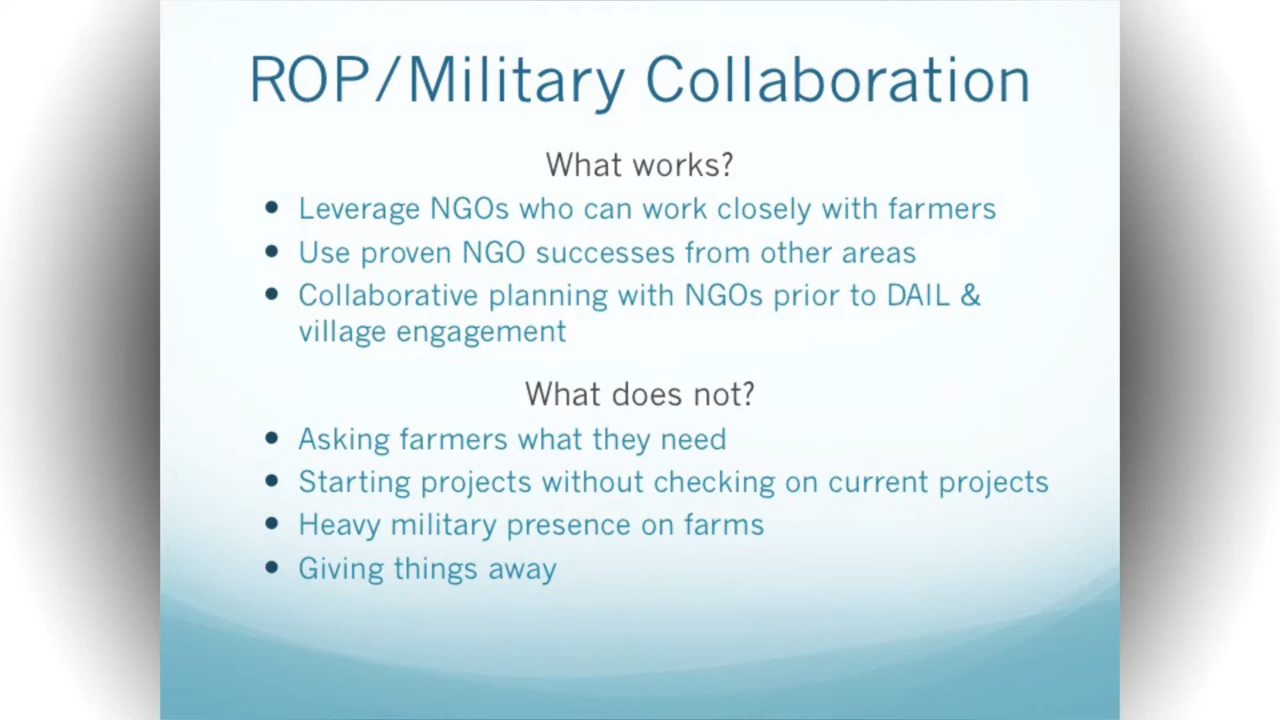 ROP/Military Collaboration
What works?
• Leverage NGOs who can work closely with farmers
• Use proven NGO successes from other areas
• Collaborative planning with NGOs prior to DAIL &
village engagement
What does not?
• Asking farmers what they need
• Starting projects without checking on current projects
• Heavy military presence on farms
• Giving things away